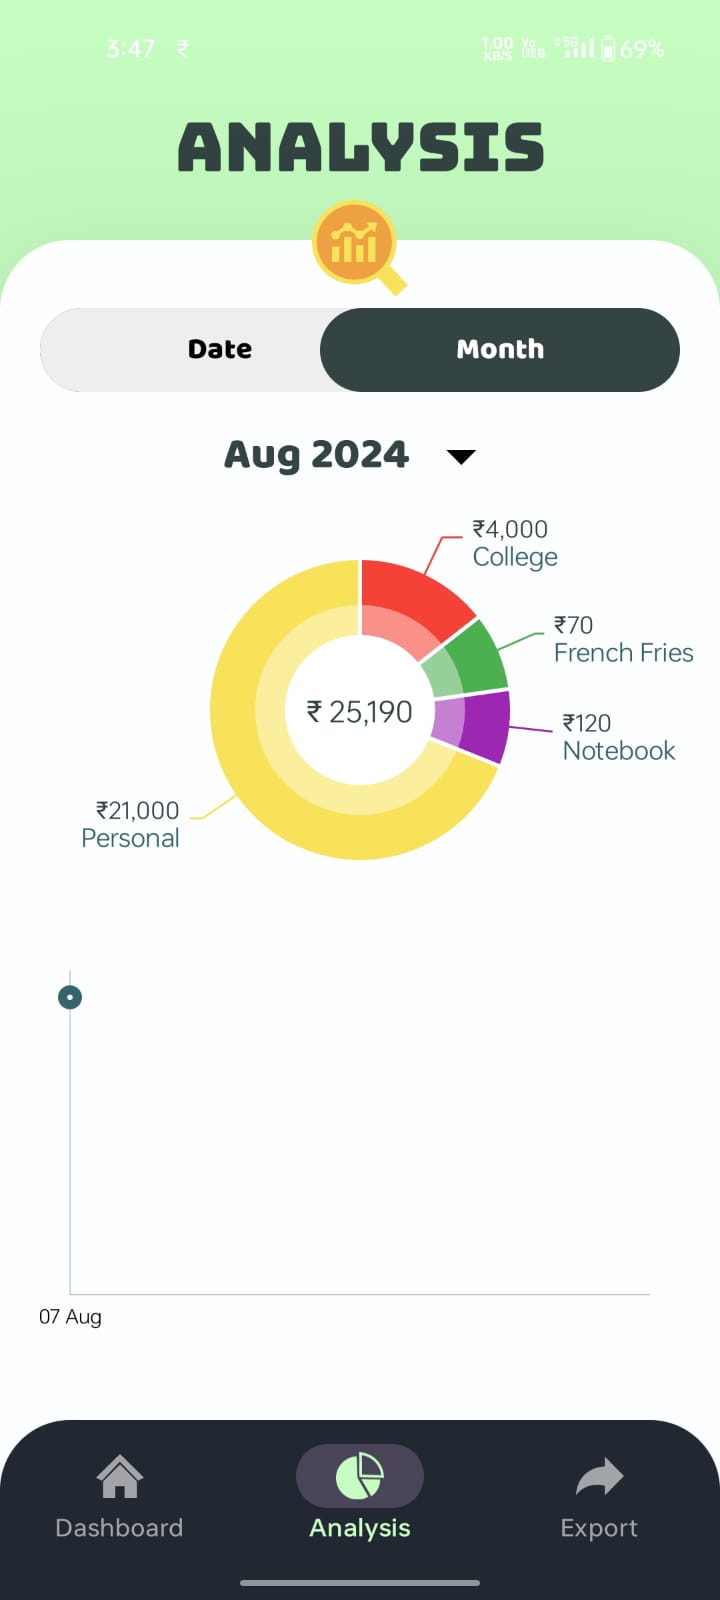 3:47 ₹ 1.00 KB/S Vo LTE 5G 69%
ANALYSIS
Date Month
Aug 2024
₹4,000
College
₹70
French Fries
₹25,190
₹120
Notebook
₹21,000
Personal
07 Aug
Dashboard Analysis Export